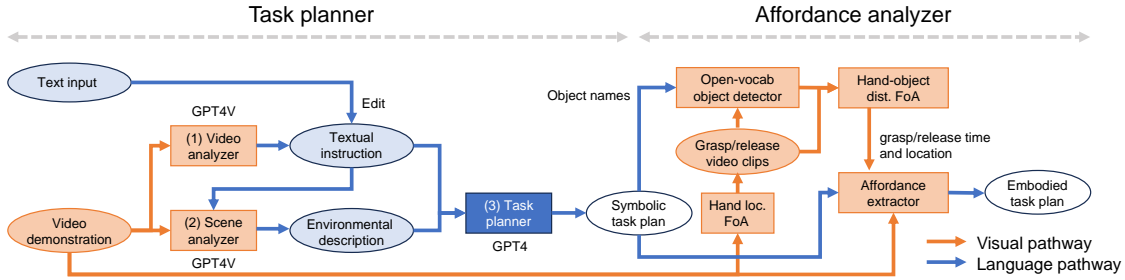 Task planner
Affordance analyzer
Text input
GPT4V
Edit
(1) Video
analyzer
Textual
instruction
Video
demonstration
(2) Scene
analyzer
GPT4V
Environmental
description
(3) Task
planner
GPT4
Symbolic
task plan
Object names
Open-vocab
object detector
Hand-object
dist. FoA
Grasp/release
video clips
grasp/release time
and location
Hand loc.
FoA
Affordance
extractor
Embodied
task plan
Visual pathway
Language pathway